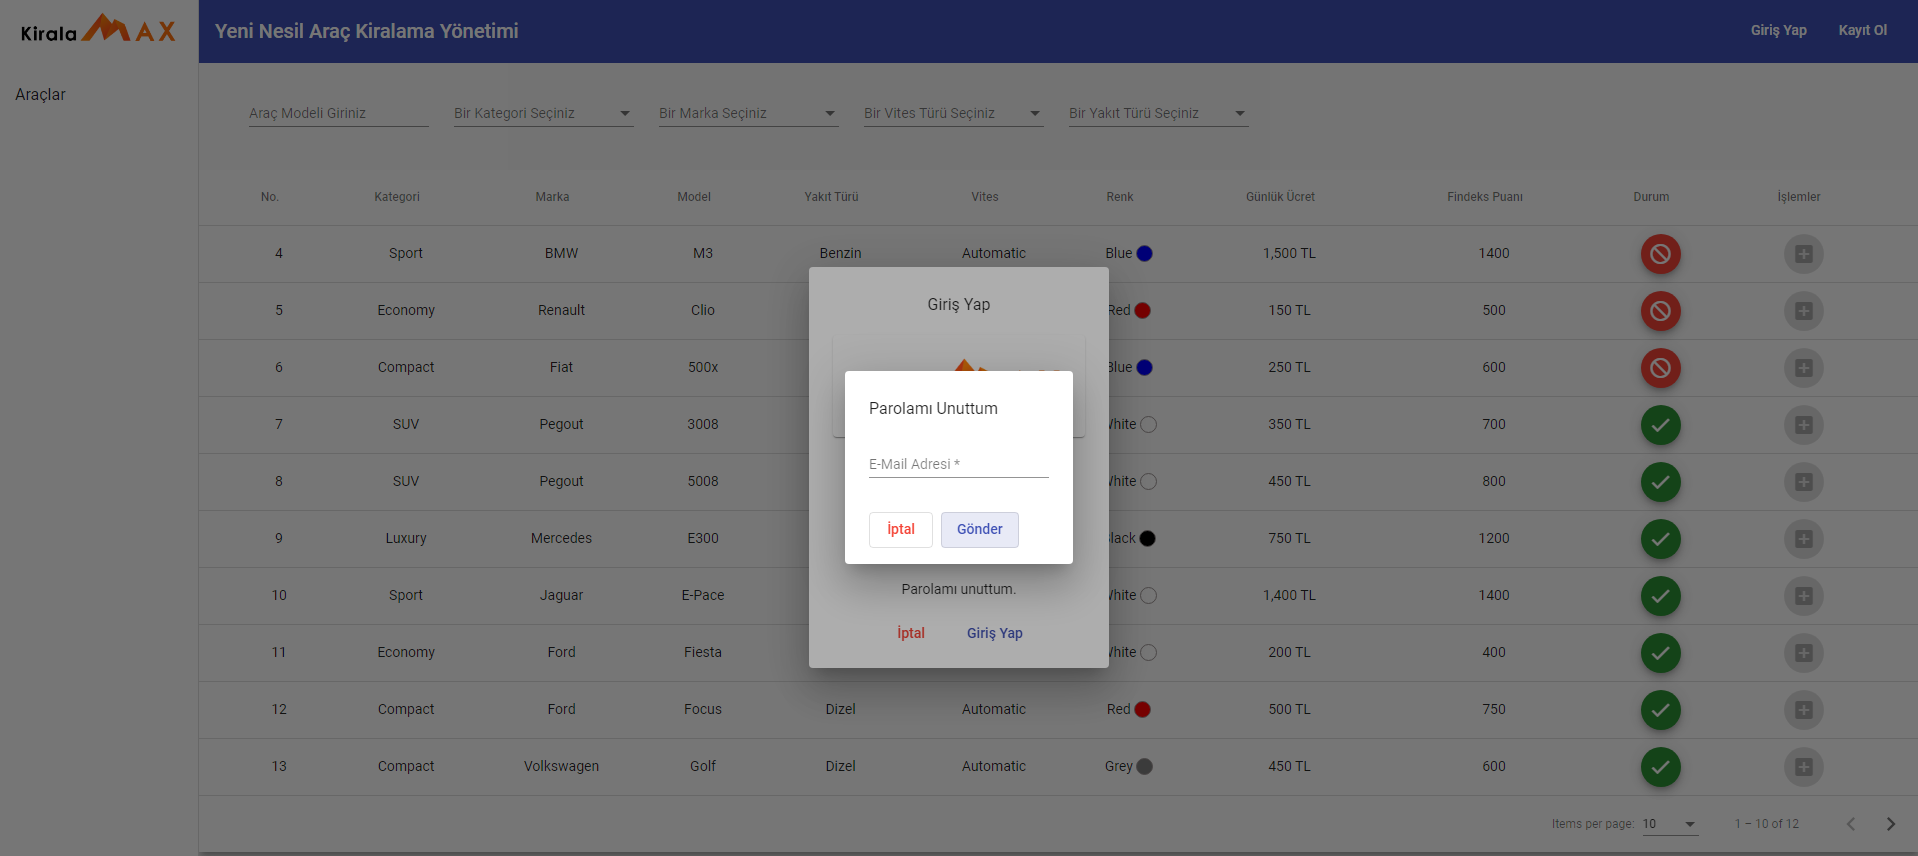 Kirala MAX
Yeni Nesil Araç Kiralama Yönetimi
Giriş Yap Kayıt Ol
Araçlar
Araç Modeli Giriniz Bir Kategori Seçiniz Bir Marka Seçiniz Bir Vites Türü Seçiniz Bir Yakıt Türü Seçiniz
No. Kategori Marka Model Yakıt Türü Vites Renk Günlük Ücret Findeks Puanı Durum İşlemler
4 Sport BMW M3 Benzin Automatic Blue 1,500 TL 1400
5 Economy Renault Clio Red 150 TL 500
6 Compact Fiat 500x Blue 250 TL 600
7 SUV Pegout 3008 White 350 TL 700
8 SUV Pegout 5008 White 450 TL 800
9 Luxury Mercedes E300 Black 750 TL 1200
10 Sport Jaguar E-Pace White 1,400 TL 1400
11 Economy Ford Fiesta White 200 TL 400
12 Compact Ford Focus Dizel Automatic Red 500 TL 750
13 Compact Volkswagen Golf Dizel Automatic Grey 450 TL 600
Items per page: 10 1 – 10 of 12
Giriş Yap
Parolamı Unuttum
E-Mail Adresi *
İptal Gönder
Parolamı unuttum.
İptal Giriş Yap